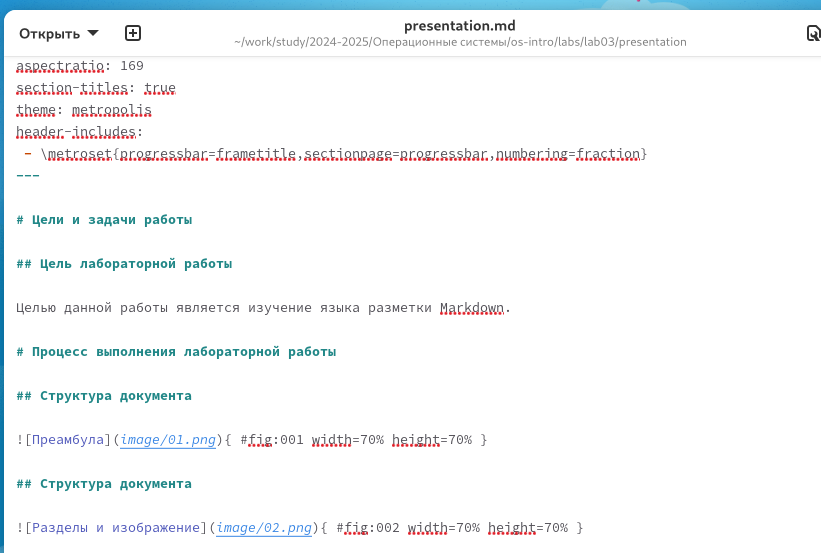 Открыть
presentation.md
~/work/study/2024-2025/Операционные системы/os-intro/labs/lab03/presentation
aspectratio: 169
section-titles: true
theme: metropolis
header-includes:
 - \metroset{progressbar=frametitle,sectionpage=progressbar,numbering=fraction}
---
# Цели и задачи работы
## Цель лабораторной работы
Целью данной работы является изучение языка разметки Markdown.
# Процесс выполнения лабораторной работы
## Структура документа
![Преамбула](image/01.png){ #fig:001 width=70% height=70% }
## Структура документа
![Разделы и изображение](image/02.png){ #fig:002 width=70% height=70% }